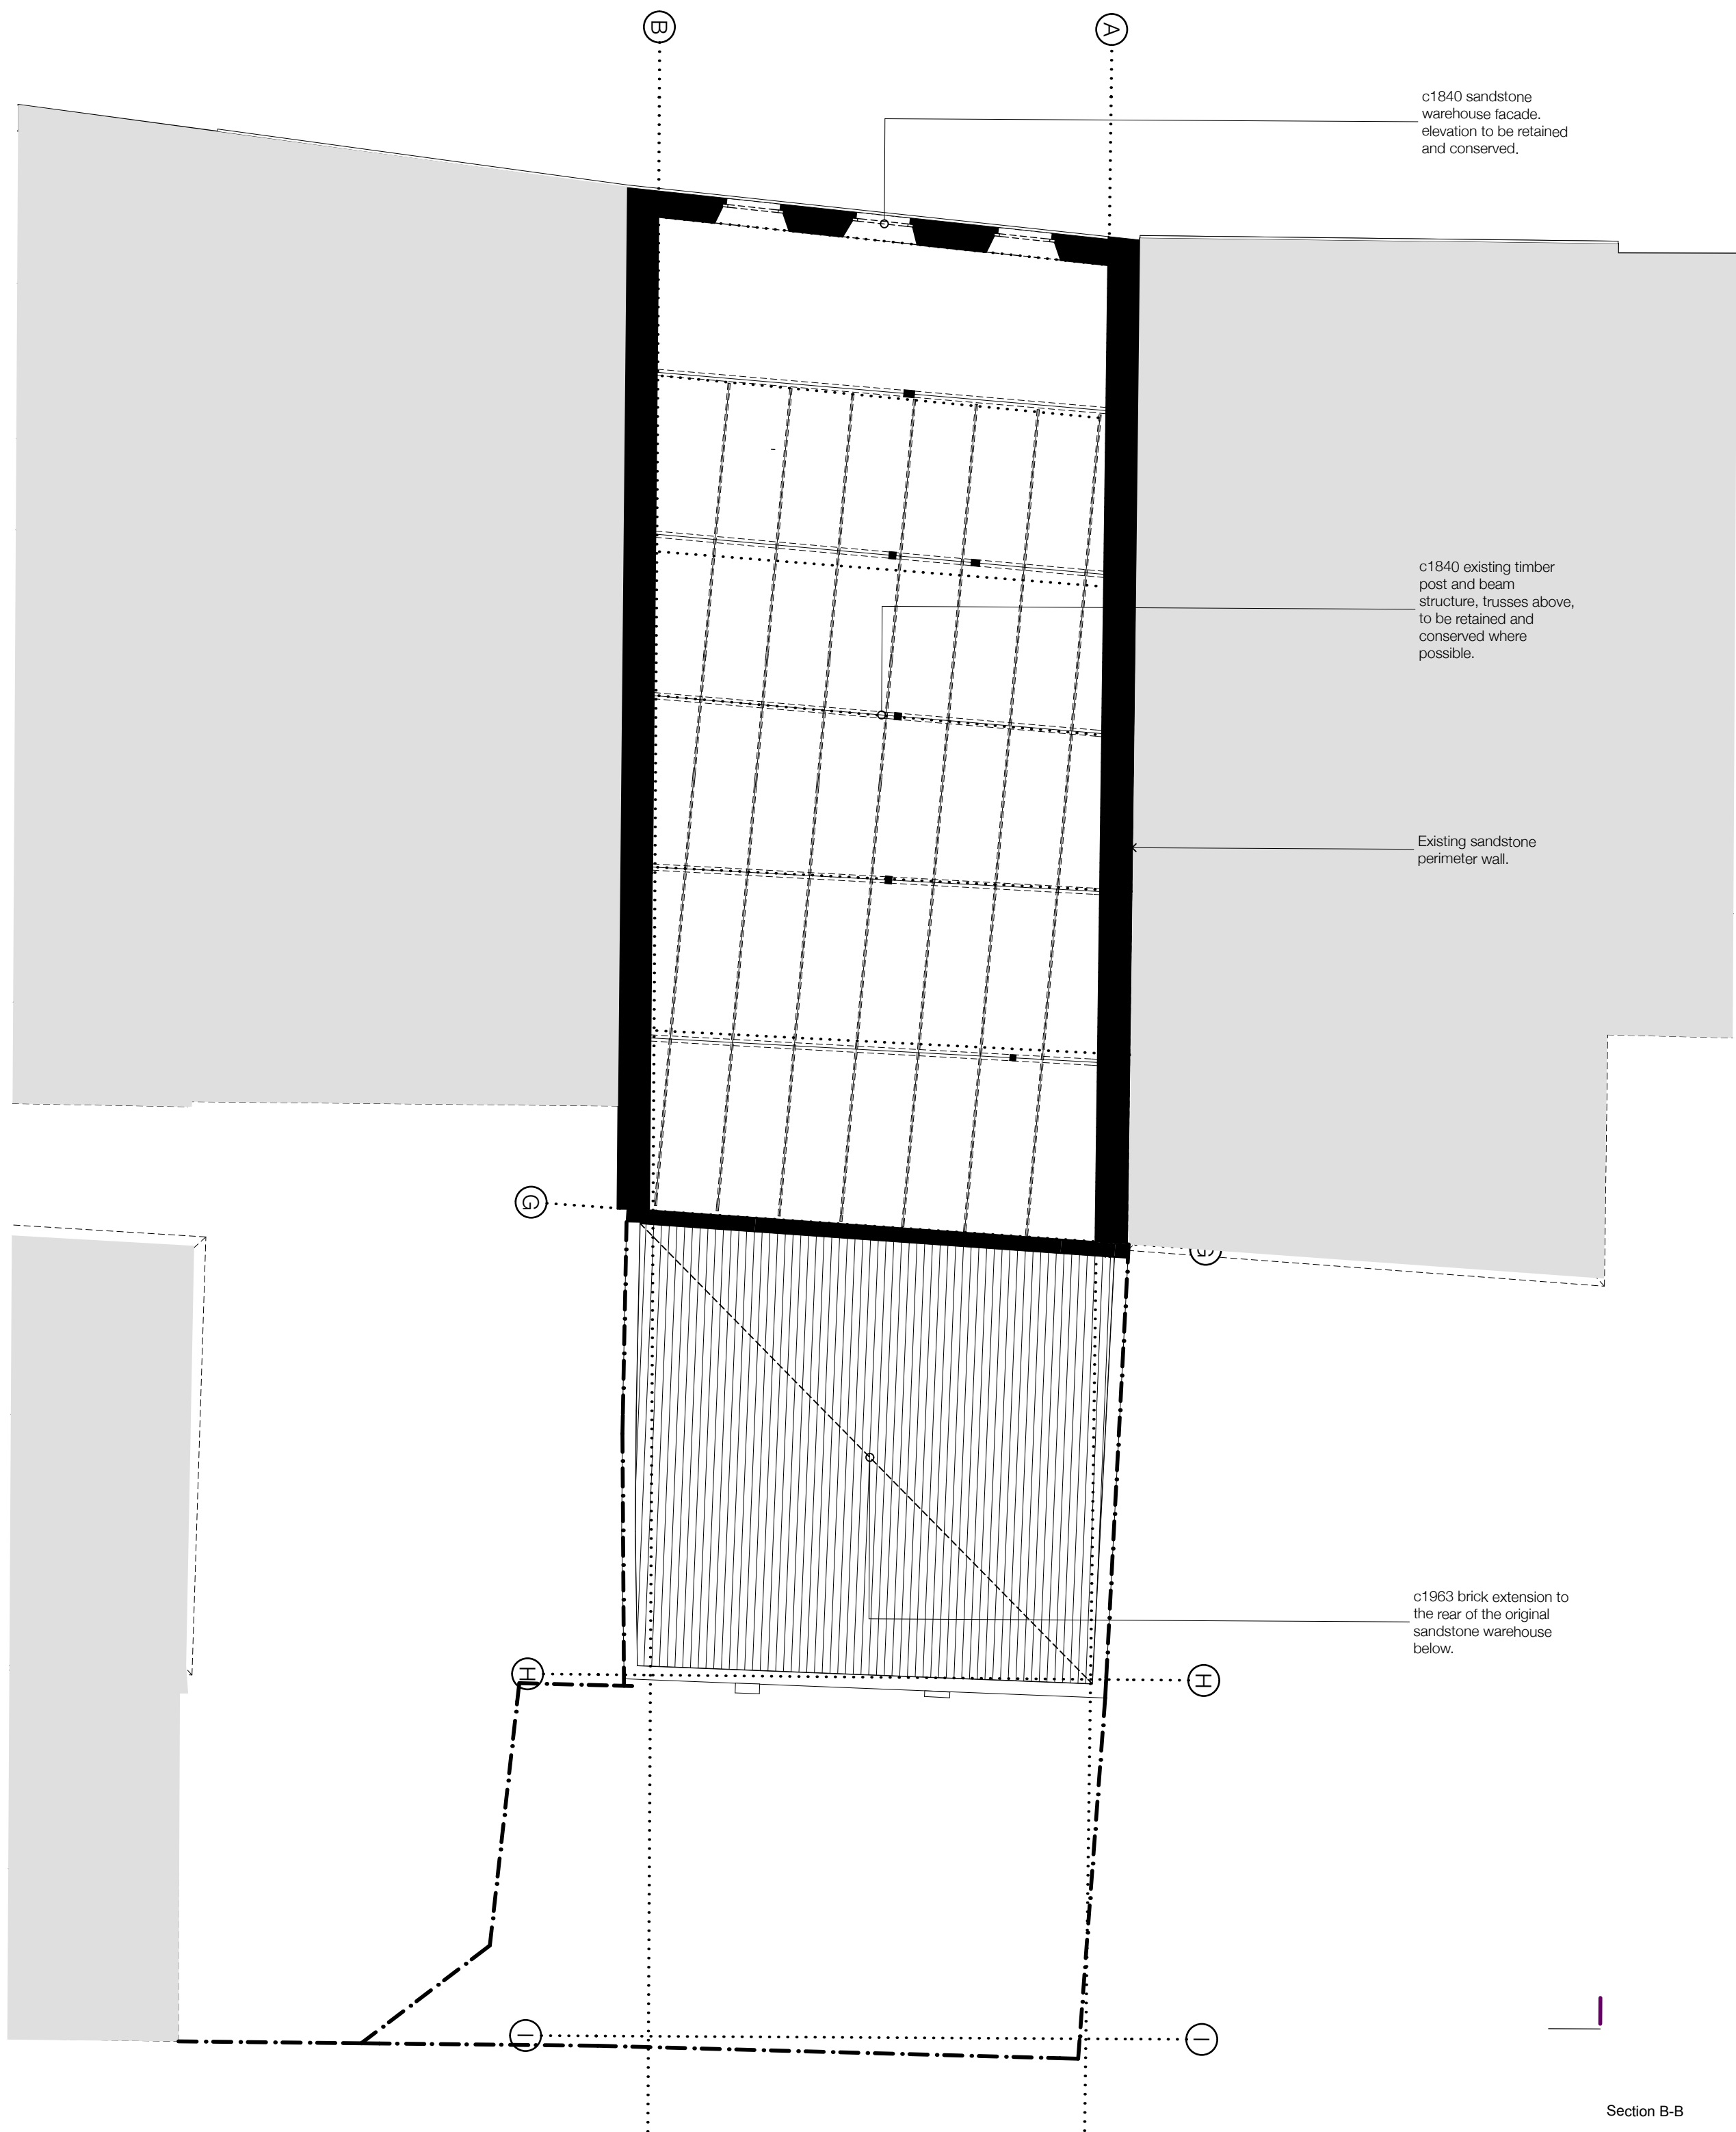 B
A
c1840 sandstone
warehouse facade.
elevation to be retained
and conserved.
c1840 existing timber
post and beam
structure, trusses above,
to be retained and
conserved where
possible.
Existing sandstone
perimeter wall.
G
G
c1963 brick extension to
the rear of the original
sandstone warehouse
below.
H
H
I
I
Section B-B